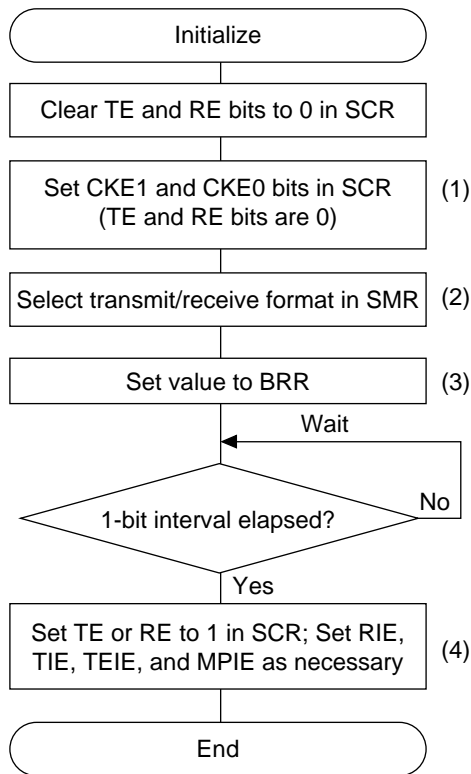 Initialize
Clear TE and RE bits to 0 in SCR
Set CKE1 and CKE0 bits in SCR
(TE and RE bits are 0)
(1)
Select transmit/receive format in SMR
(2)
Set value to BRR
(3)
Wait
1-bit interval elapsed?
No
Yes
Set TE or RE to 1 in SCR; Set RIE,
TIE, TEIE, and MPIE as necessary
(4)
End